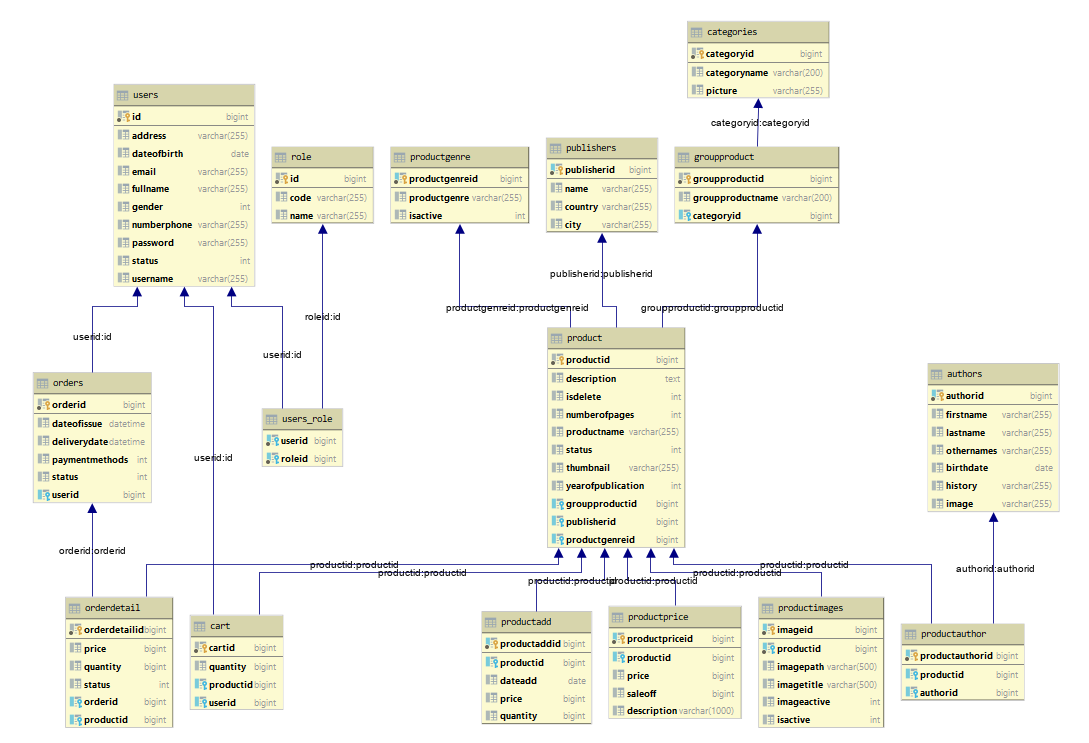 categories
categoryid bigint
categoryname varchar(200)
picture varchar(255)
categoryid:categoryid
users
id bigint
address varchar(255)
dateofbirth date
email varchar(255)
fullname varchar(255)
gender int
numberphone varchar(255)
password varchar(255)
status int
username varchar(255)
role
id bigint
code varchar(255)
name varchar(255)
productgenre
productgenreid bigint
productgenre varchar(255)
isactive int
publishers
publisherid bigint
name varchar(255)
country varchar(255)
city varchar(255)
groupproduct
groupproductid bigint
groupproductname varchar(200)
categoryid bigint
publisherid:publisherid
productgenreid:productgenreid
groupproductid:groupproductid
roleid:id
userid:id
userid:id
userid:id
orders
orderid bigint
dateofissue datetime
deliverydate datetime
paymentmethods int
status int
userid bigint
users_role
userid bigint
roleid bigint
product
productid bigint
description text
isdelete int
numberofpages int
productname varchar(255)
status int
thumbnail varchar(255)
yearofpublication int
groupproductid bigint
publisherid bigint
productgenreid bigint
authors
authorid bigint
firstname varchar(255)
lastname varchar(255)
othernames varchar(255)
birthdate date
history varchar(255)
image varchar(255)
orderid:orderid
productid:productid
productid:productid
productid:productid
productid:productid
productid:productid
productid:productid
authorid:authorid
orderdetail
orderdetailid bigint
price bigint
quantity bigint
status int
orderid bigint
productid bigint
cart
cartid bigint
quantity bigint
productid bigint
userid bigint
productadd
productaddid bigint
productid bigint
dateadd date
price bigint
quantity bigint
productprice
productpriceid bigint
productid bigint
price bigint
saleoff bigint
description varchar(1000)
productimages
imageid bigint
productid bigint
imagepath varchar(500)
imagetitle varchar(500)
imageactive int
isactive int
productauthor
productauthorid bigint
productid bigint
authorid bigint